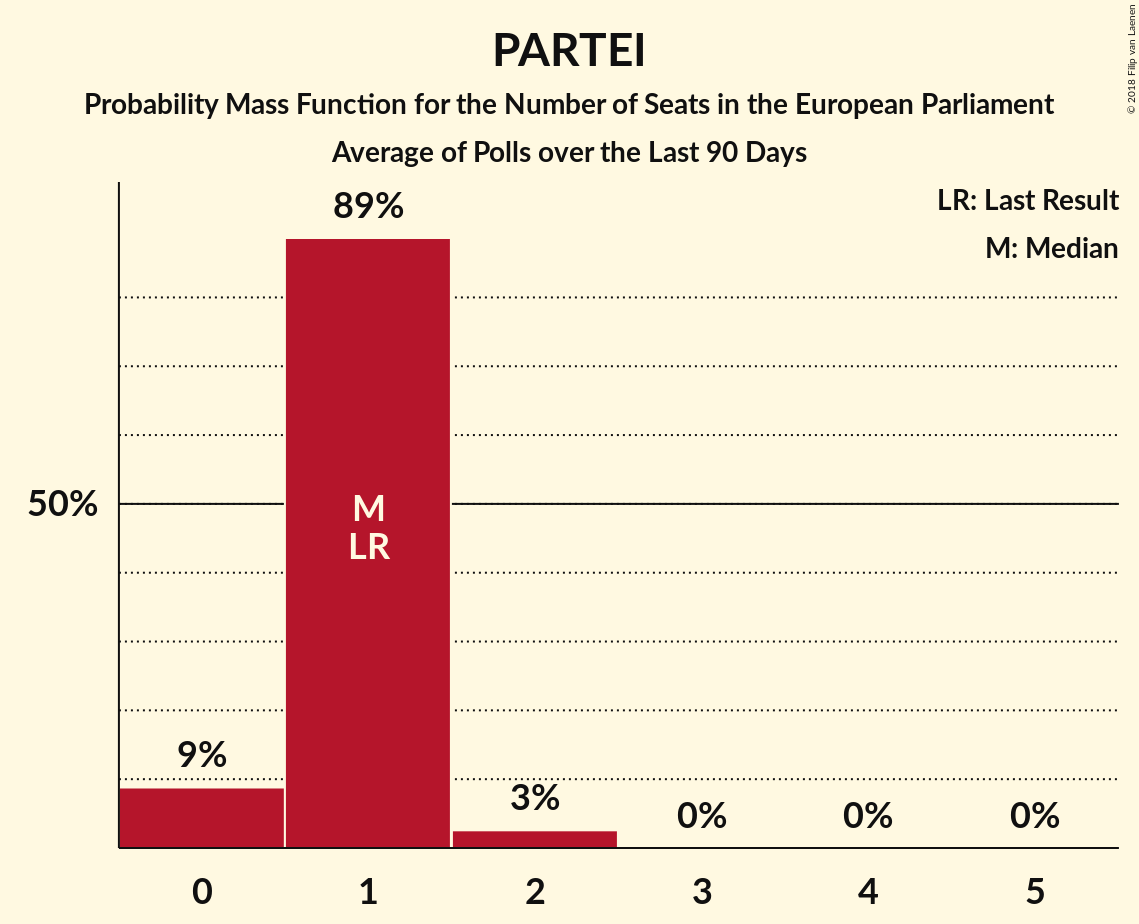 PARTEI
Probability Mass Function for the Number of Seats in the European Parliament
Average of Polls over the Last 90 Days
© 2018 Filip van Laenen
LR: Last Result
M: Median
89%
50%
M
LR
9%
3%
0%
0%
0%
0
1
2
3
4
5